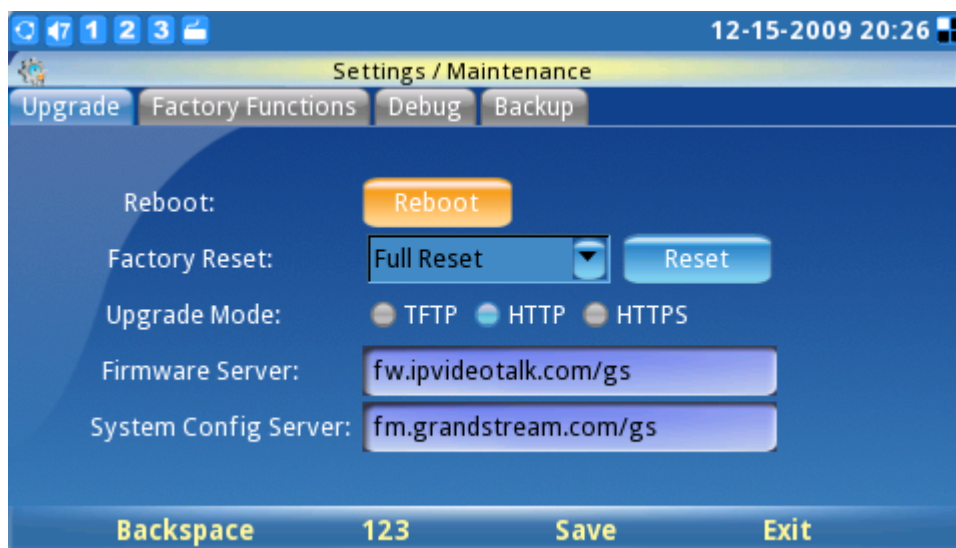 7 1 2 3 12-15-2009 20:26
Settings / Maintenance
Upgrade Factory Functions Debug Backup
Reboot: Reboot
Factory Reset: Full Reset Reset
Upgrade Mode: TFTP HTTP HTTPS
Firmware Server: fw.ipvideotalk.com/gs
System Config Server: fm.grandstream.com/gs
Backspace 123 Save Exit